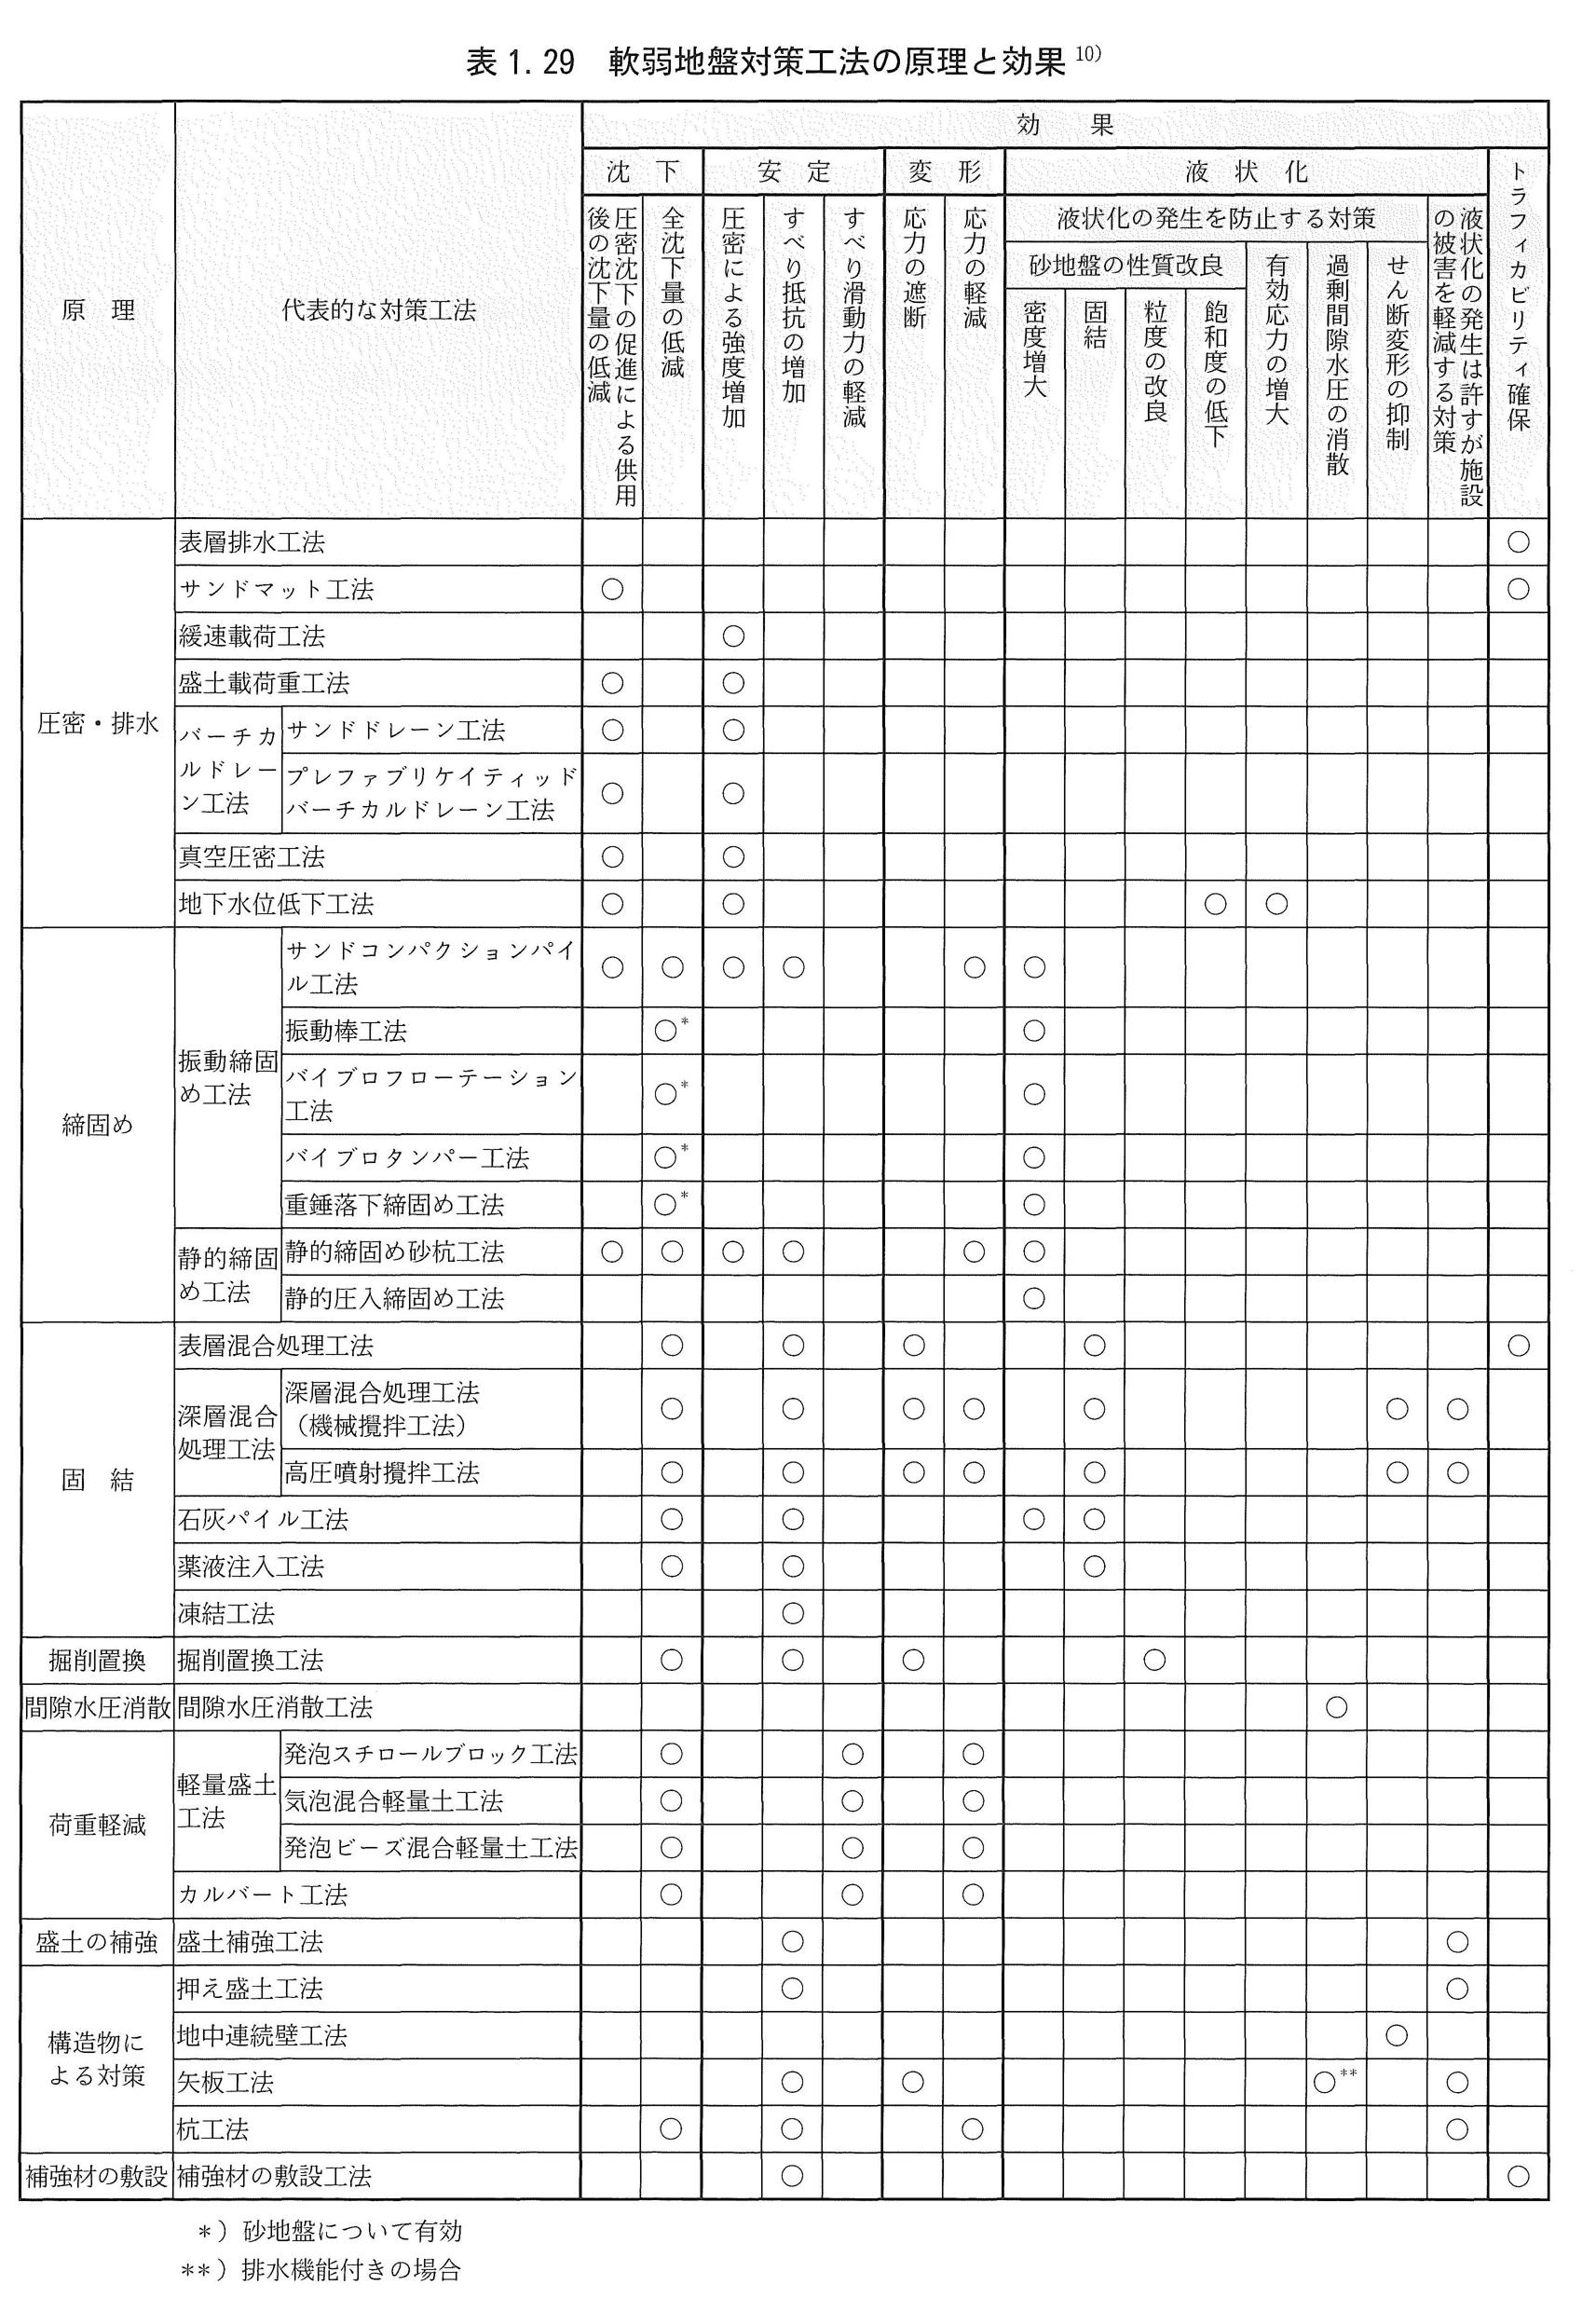 表 1. 29　軟弱地盤対策工法の原理と効果 10)
原　理
代表的な対策工法
効　果
沈　下
安　定
変　形
液　状　化
トラフィカビリティ確保
圧密沈下の促進による供用
後の沈下量の低減
全沈下量の低減
圧密による強度増加
すべり抵抗の増加
すべり滑動力の軽減
応力の遮断
応力の軽減
液状化の発生を防止する対策
砂地盤の性質改良
密度増大
固結
粒度の改良
飽和度の低下
有効応力の増大
過剰間隙水圧の消散
せん断変形の抑制
液状化の発生は許すが施設
の被害を軽減する対策
圧密・排水
表層排水工法 ○
サンドマット工法 ○ ○
緩速載荷工法 ○
盛土載荷重工法 ○ ○
バーチカ
ルドレー
ン工法
サンドドレーン工法 ○ ○
プレファブリケイティッド
バーチカルドレーン工法 ○ ○
真空圧密工法 ○ ○
地下水位低下工法 ○ ○ ○ ○
締固め
振動締固
め工法
サンドコンパクションパイ
ル工法 ○ ○ ○ ○ ○ ○
振動棒工法 ○* ○
バイブロフローテーション
工法 ○* ○
バイブロタンパー工法 ○* ○
重錘落下締固め工法 ○* ○
静的締固
め工法
静的締固め砂杭工法 ○ ○ ○ ○ ○ ○
静的圧入締固め工法 ○
固　結
表層混合処理工法 ○ ○ ○ ○ ○
深層混合
処理工法
深層混合処理工法
（機械攪拌工法） ○ ○ ○ ○ ○ ○ ○
高圧噴射攪拌工法 ○ ○ ○ ○ ○ ○ ○
石灰パイル工法 ○ ○ ○ ○
薬液注入工法 ○ ○ ○
凍結工法 ○
掘削置換
掘削置換工法 ○ ○ ○ ○
間隙水圧消散
間隙水圧消散工法 ○
荷重軽減
軽量盛土
工法
発泡スチロールブロック工法 ○ ○ ○
気泡混合軽量土工法 ○ ○ ○
発泡ビーズ混合軽量土工法 ○ ○ ○
カルバート工法 ○ ○ ○
盛土の補強
盛土補強工法 ○ ○
構造物に
よる対策
押え盛土工法 ○ ○
地中連続壁工法 ○
矢板工法 ○ ○ ○** ○
杭工法 ○ ○ ○ ○
補強材の敷設
補強材の敷設工法 ○ ○
*）砂地盤について有効
**）排水機能付きの場合